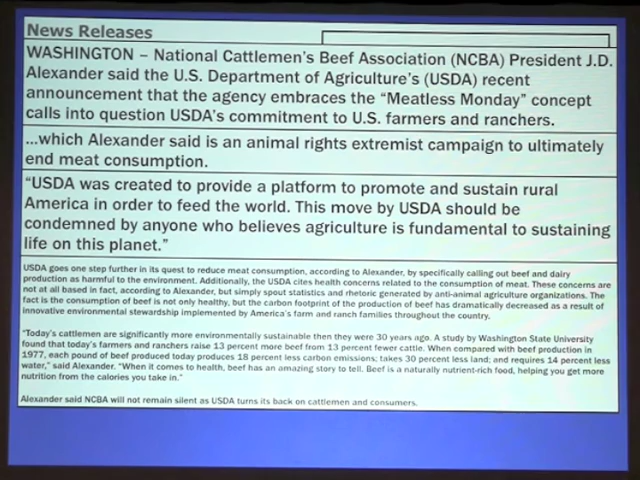 News Releases
WASHINGTON – National Cattlemen's Beef Association (NCBA) President J.D.
Alexander said the U.S. Department of Agriculture's (USDA) recent
announcement that the agency embraces the "Meatless Monday" concept
calls into question USDA's commitment to U.S. farmers and ranchers.
...which Alexander said is an animal rights extremist campaign to ultimately
end meat consumption.
"USDA was created to provide a platform to promote and sustain rural
America in order to feed the world. This move by USDA should be
condemned by anyone who believes agriculture is fundamental to sustaining
life on this planet."
USDA goes one step further in its quest to reduce meat consumption, according to Alexander, by specifically calling out beef and dairy
production as harmful to the environment. Additionally, the USDA cites health concerns related to the consumption of meat. These concerns are
not at all based in fact, according to Alexander, but simply spout statistics and rhetoric generated by anti-animal agriculture organizations. The
fact is the consumption of beef is not only healthy, but the carbon footprint of the production of beef has dramatically decreased as a result of
innovative environmental stewardship implemented by America's farm and ranch families throughout the country.
"Today's cattlemen are significantly more environmentally sustainable then they were 30 years ago. A study by Washington State University
found that today's farmers and ranchers raise 13 percent more beef from 13 percent fewer cattle. When compared with beef production in
1977, each pound of beef produced today produces 18 percent less carbon emissions; takes 30 percent less land; and requires 14 percent less
water," said Alexander. "When it comes to health, beef has an amazing story to tell. Beef is a naturally nutrient-rich food, helping you get more
nutrition from the calories you take in."
Alexander said NCBA will not remain silent as USDA turns its back on cattlemen and consumers.